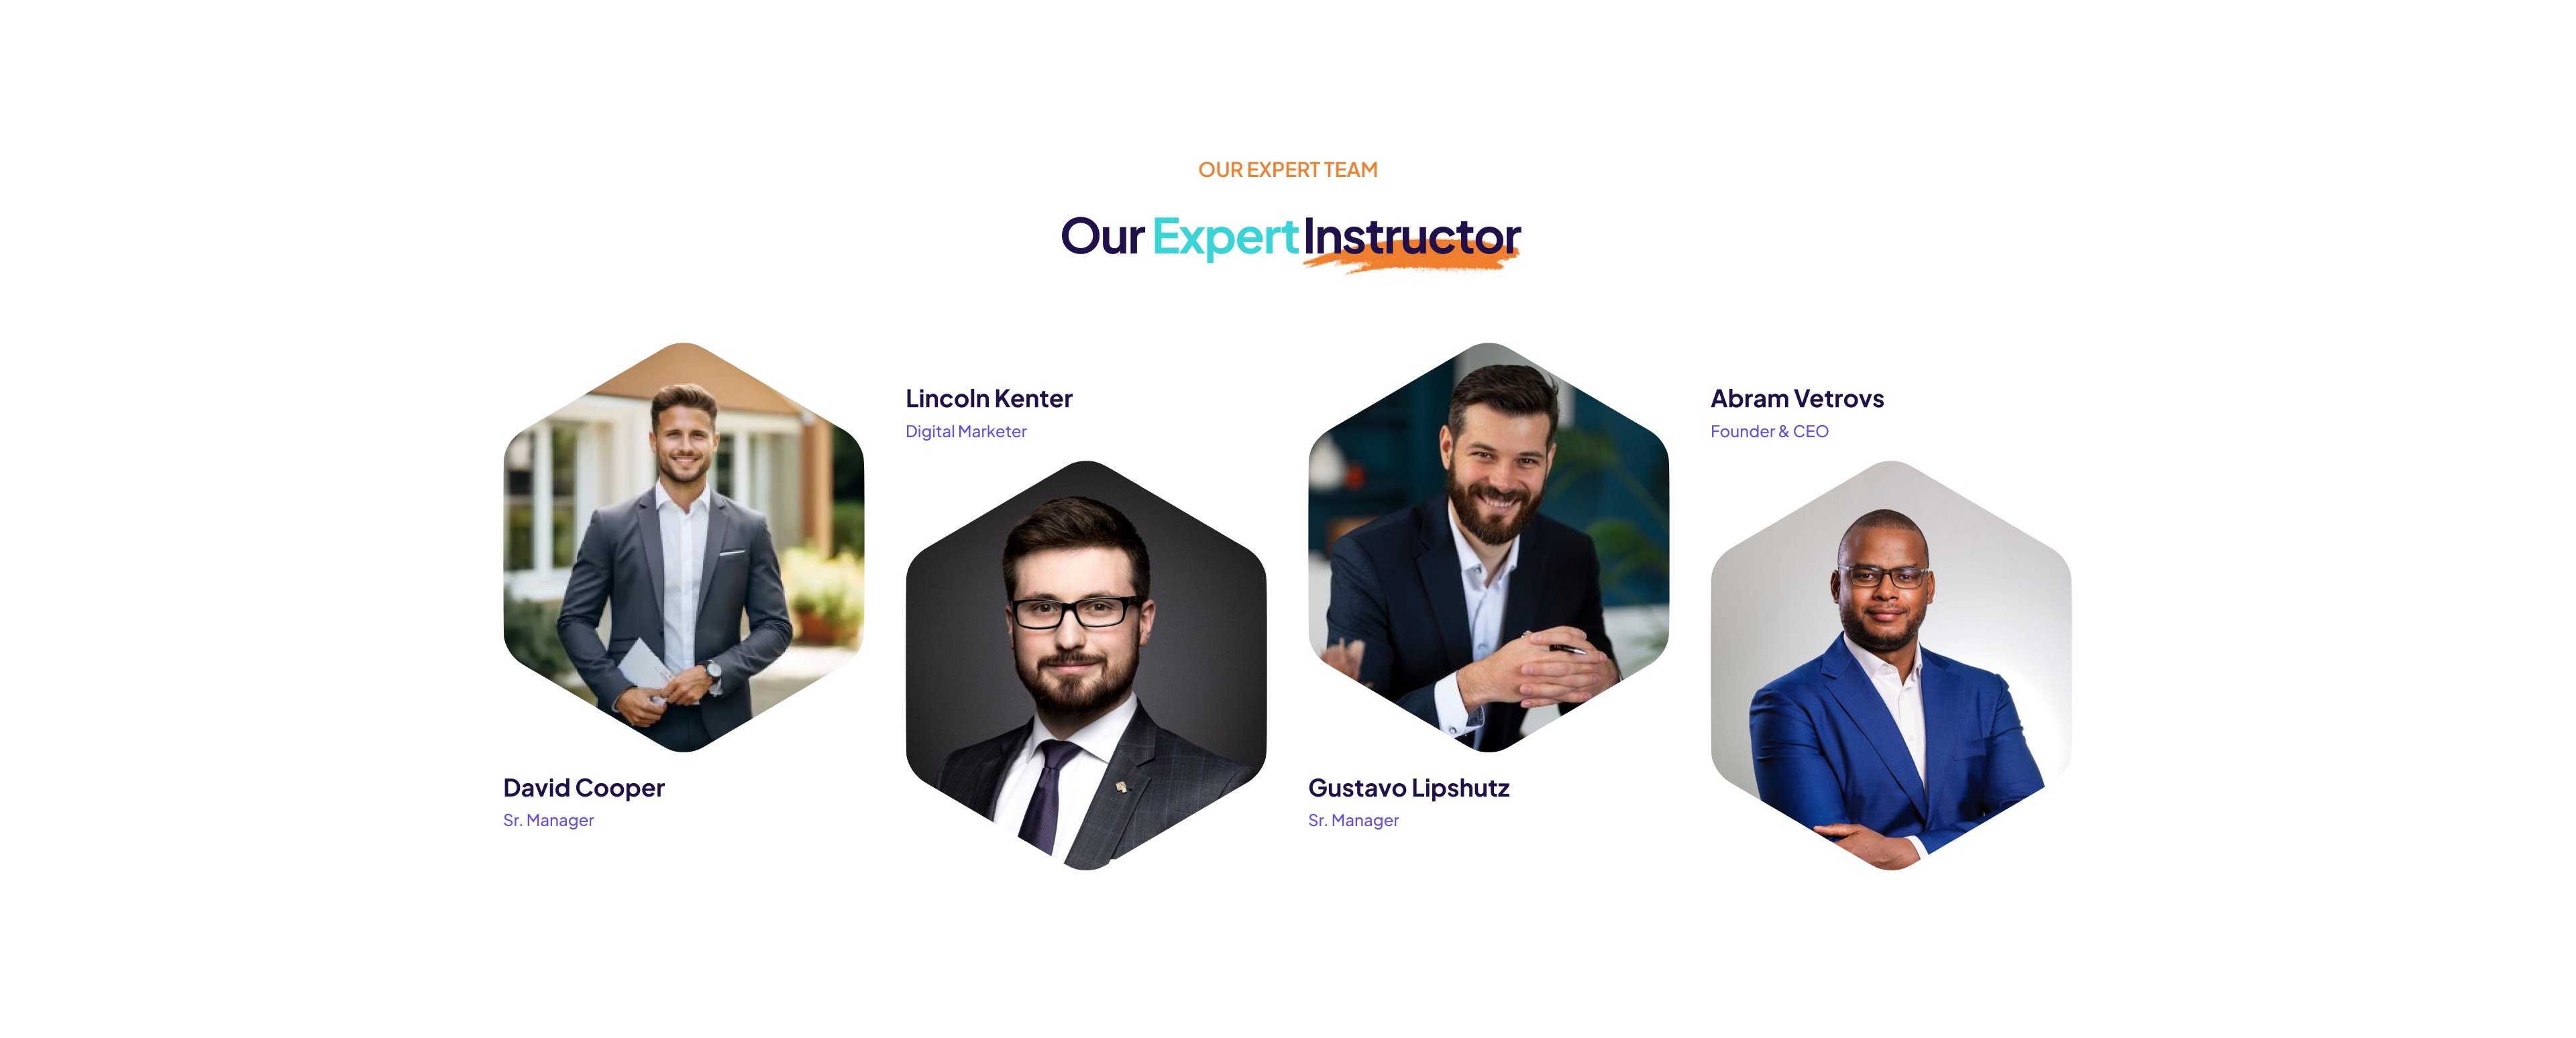 OUR EXPERT TEAM
Our Expert Instructor
David Cooper
Sr. Manager
Lincoln Kenter
Digital Marketer
Gustavo Lipshutz
Sr. Manager
Abram Vetrovs
Founder & CEO